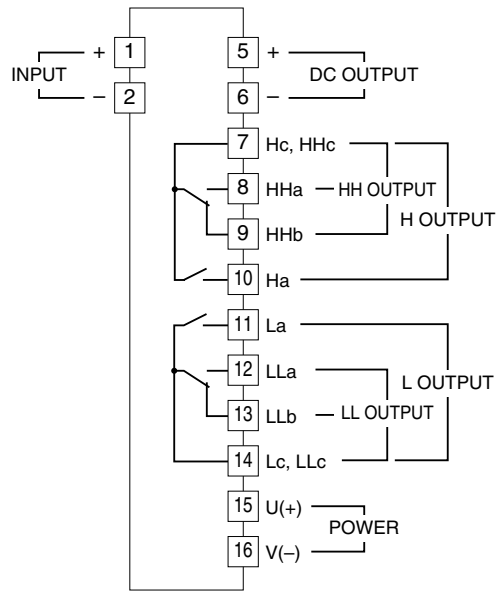 1 + INPUT
2 –
5 + DC OUTPUT
6 –
7 Hc, HHc
8 HHa HH OUTPUT
9 HHb H OUTPUT
10 Ha
11 La
12 LLa L OUTPUT
13 LLb LL OUTPUT
14 Lc, LLc
15 U(+) POWER
16 V(–)